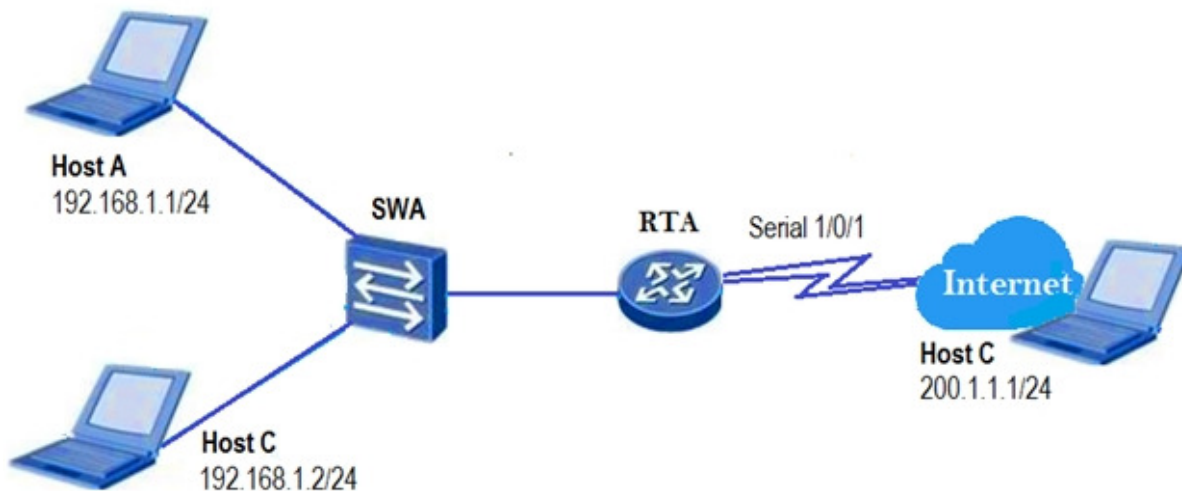 Host A
192.168.1.1/24
SWA
RTA
Serial 1/0/1
Internet
Host C
200.1.1.1/24
Host C
192.168.1.2/24